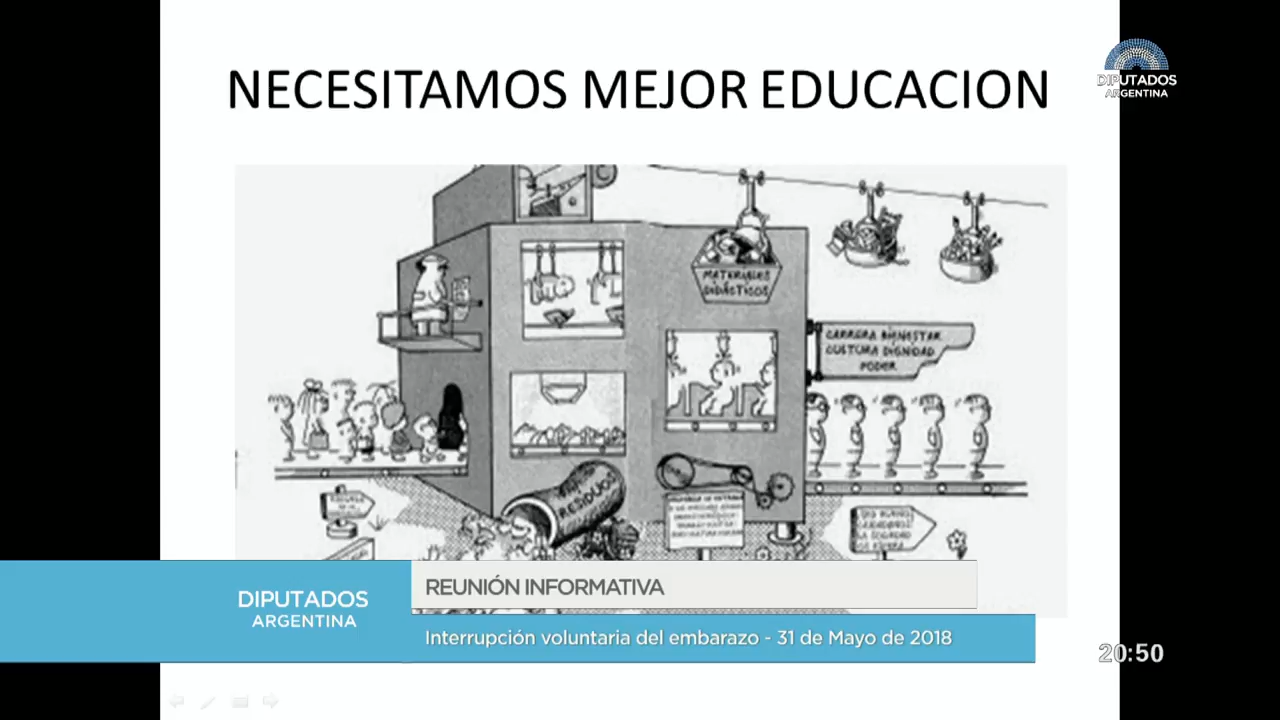 NECESITAMOS MEJOR EDUCACION
DIPUTADOS
ARGENTINA
MATERIALES
DIDÁCTICOS
CARRERA BIENESTAR
CULTURA DIGNIDAD
PODER
RESIDUOS
DIPUTADOS
ARGENTINA
REUNIÓN INFORMATIVA
Interrupción voluntaria del embarazo - 31 de Mayo de 2018
20:50